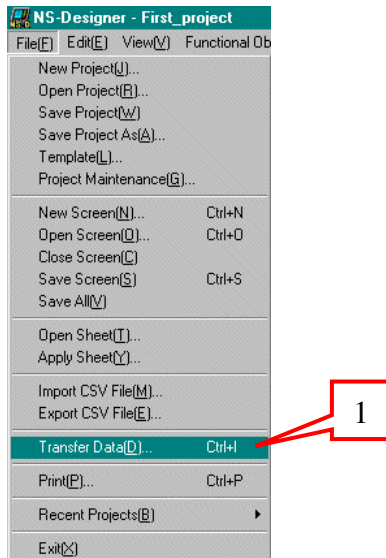 NS-Designer - First_project
File(F) Edit(E) View(V) Functional Ob
New Project(J)...
Open Project(R)...
Save Project(W)
Save Project As(A)...
Template(L)...
Project Maintenance(G)...
New Screen(N)... Ctrl+N
Open Screen(O)... Ctrl+O
Close Screen(C)
Save Screen(S) Ctrl+S
Save All(V)
Open Sheet(T)...
Apply Sheet(Y)...
Import CSV File(M)...
Export CSV File(E)...
Transfer Data(D)... Ctrl+I
1
Print(P)... Ctrl+P
Recent Projects(B)
Exit(X)